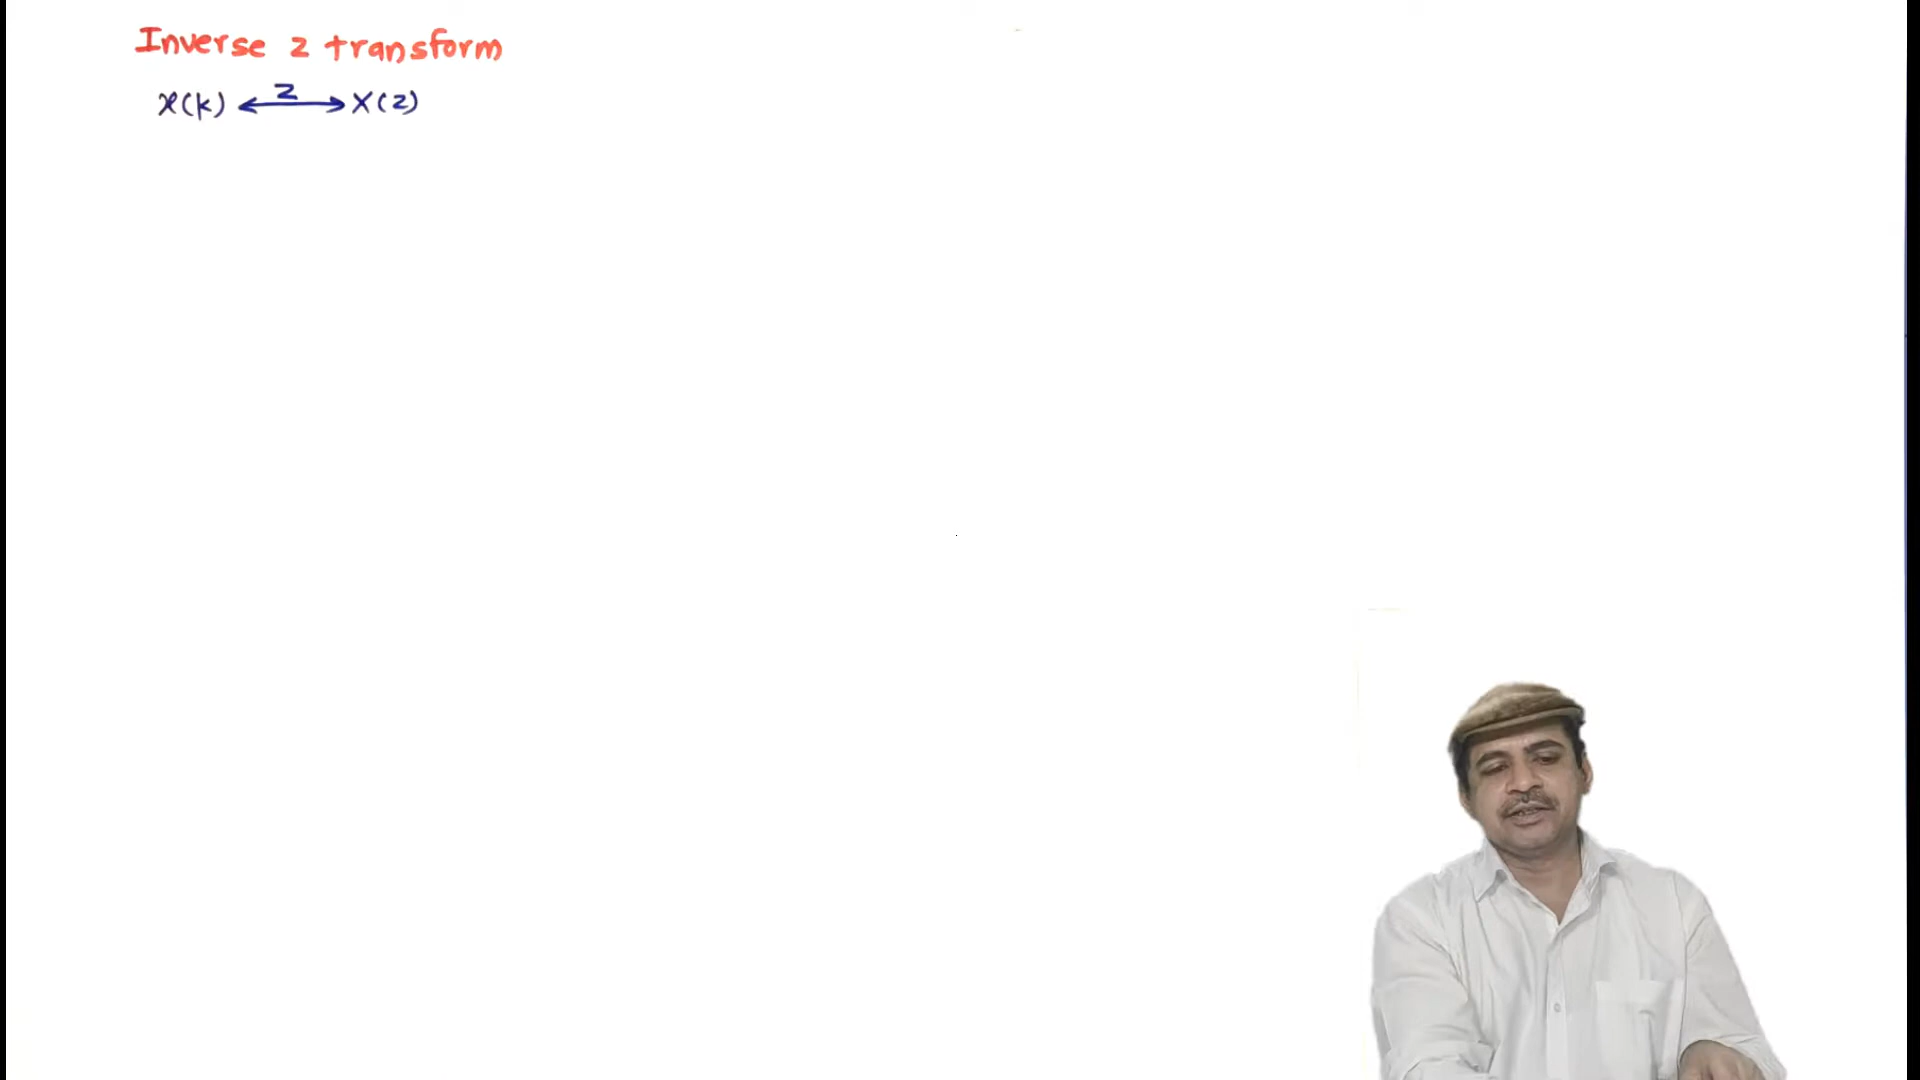 Inverse z transform
x(k) ⟷ X(z)
z